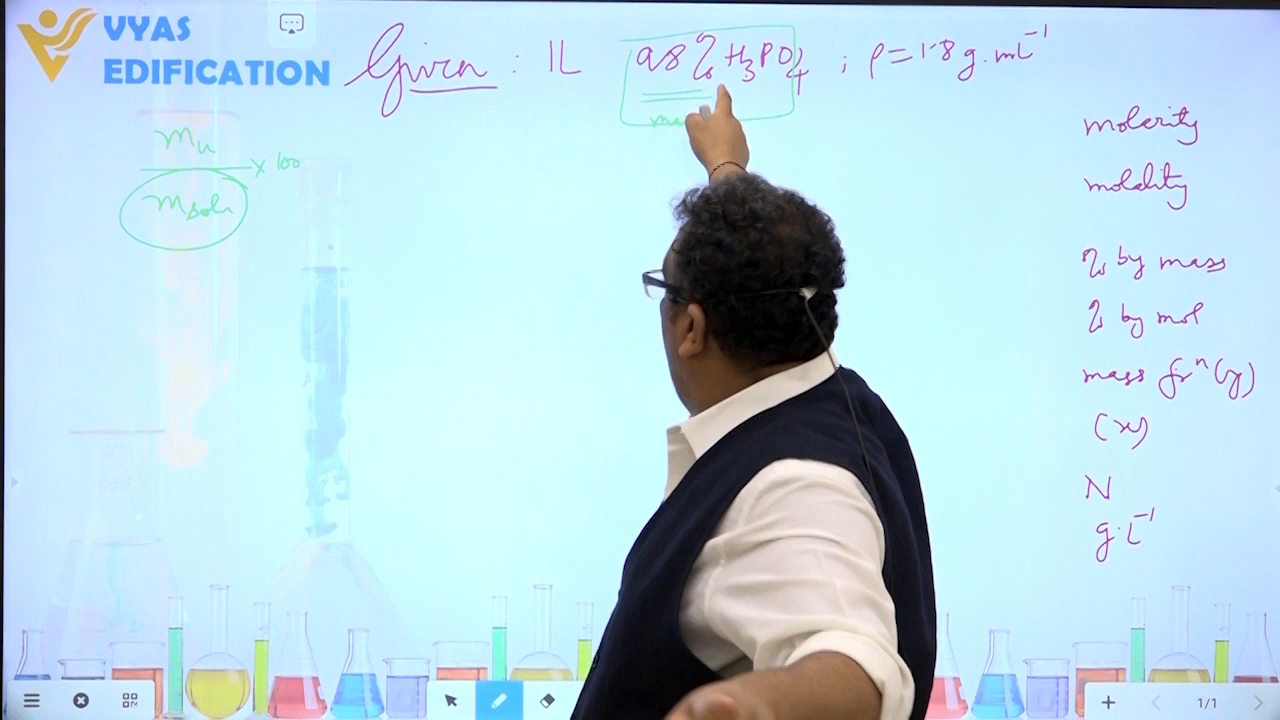 VYAS
EDIFICATION
Given : 1L 98% H3PO4 ; ρ = 1.8 g.mL⁻¹
mu
× 100
msoln
molarity
molality
% by mass
% by mol
mass frⁿ (y)
(x)
N
g.L⁻¹
1/1